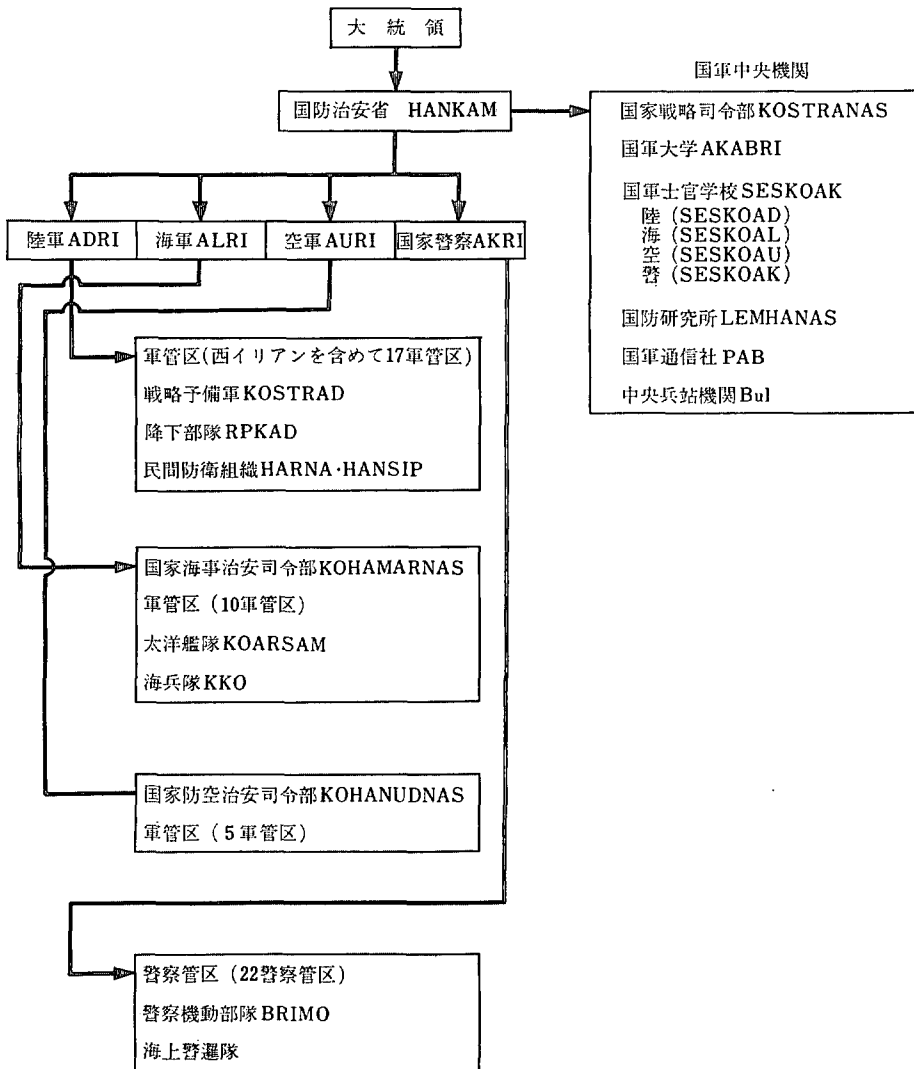 大統領
国軍中央機関
国防治安省 HANKAM
国家戦略司令部KOSTRANAS
国軍大学AKABRI
国軍士官学校SESKOAK
陸 (SESKOAD)
海 (SESKOAL)
空 (SESKOAU)
警 (SESKOAK)
国防研究所LEMHANAS
国軍通信社PAB
中央兵站機関Bul
陸軍ADRI
海軍ALRI
空軍AURI
国家警察AKRI
軍管区(西イリアンを含めて17軍管区)
戦略予備軍KOSTRAD
降下部隊RPKAD
民間防衛組織HARNA·HANSIP
国家海事治安司令部KOHAMARNAS
軍管区 (10軍管区)
太洋艦隊KOARSAM
海兵隊KKO
国家防空治安司令部KOHANUDNAS
軍管区 (5軍管区)
警察管区 (22警察管区)
警察機動部隊BRIMO
海上警邏隊